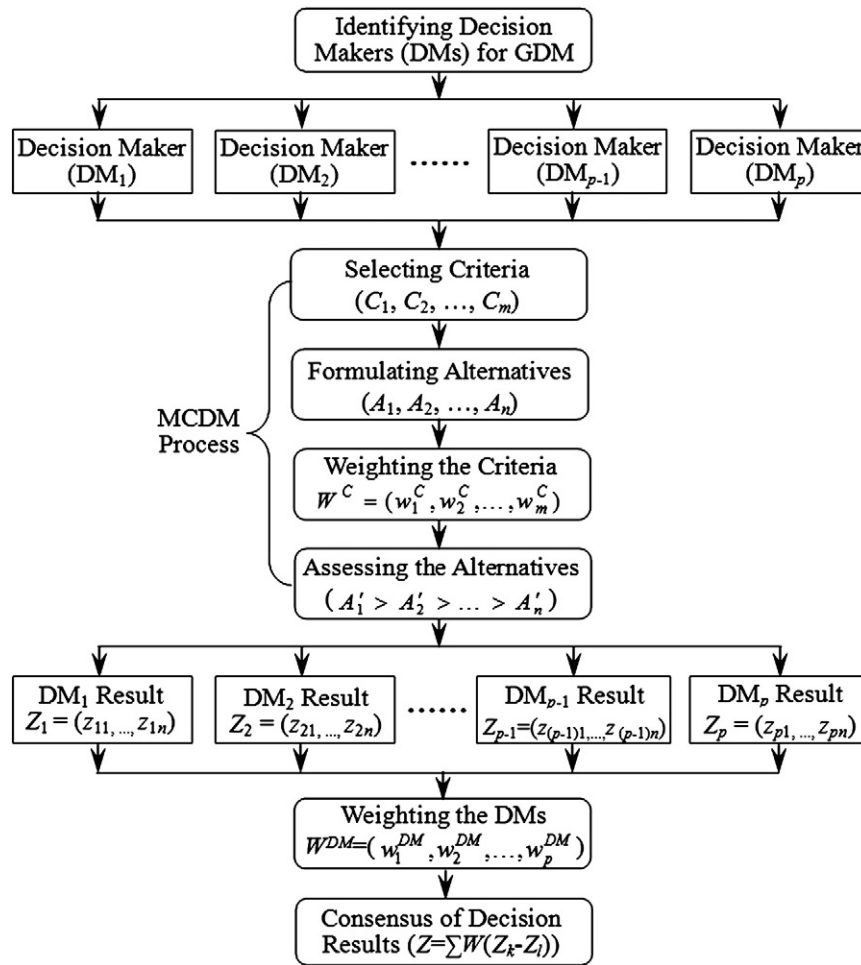 Identifying Decision
Makers (DMs) for GDM
Decision Maker
(DM₁)
Decision Maker
(DM₂)
......
Decision Maker
(DMₚ₋₁)
Decision Maker
(DMₚ)
Selecting Criteria
(C₁, C₂, ..., Cₘ)
Formulating Alternatives
(A₁, A₂, ..., Aₙ)
MCDM
Process
Weighting the Criteria
W^C = (w₁^C, w₂^C, ..., wₘ^C)
Assessing the Alternatives
(A₁′ > A₂′ > ... > Aₙ′)
DM₁ Result
Z₁ = (z₁₁, ..., z₁ₙ)
DM₂ Result
Z₂ = (z₂₁, ..., z₂ₙ)
......
DMₚ₋₁ Result
Zₚ₋₁=(z₍ₚ₋₁₎₁,...,z₍ₚ₋₁₎ₙ)
DMₚ Result
Zₚ = (zₚ₁, ..., zₚₙ)
Weighting the DMs
W^DM=(w₁^DM, w₂^DM, ..., wₚ^DM)
Consensus of Decision
Results (Z=∑W(Zₖ-Zₗ))